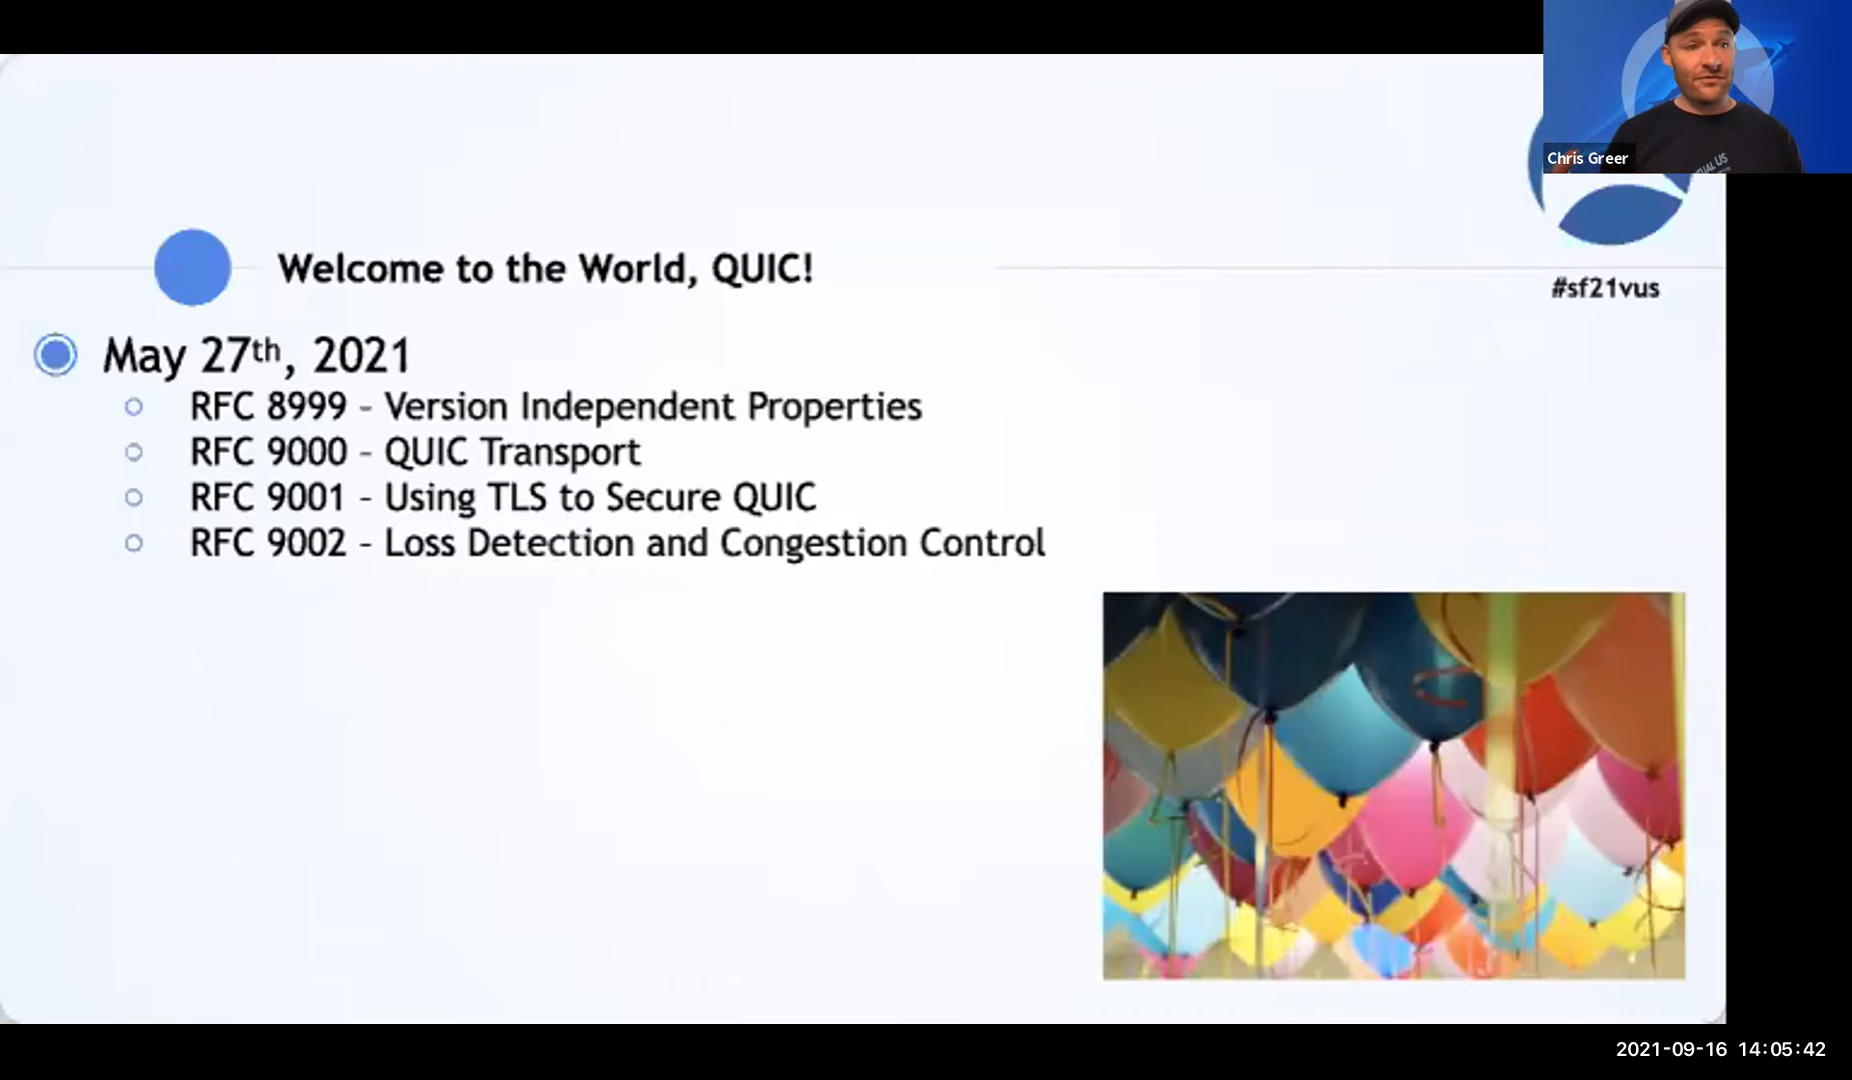 Chris Greer
TUAL US
#sf21vus
Welcome to the World, QUIC!
May 27th, 2021
RFC 8999 – Version Independent Properties
RFC 9000 – QUIC Transport
RFC 9001 – Using TLS to Secure QUIC
RFC 9002 – Loss Detection and Congestion Control
2021-09-16 14:05:42